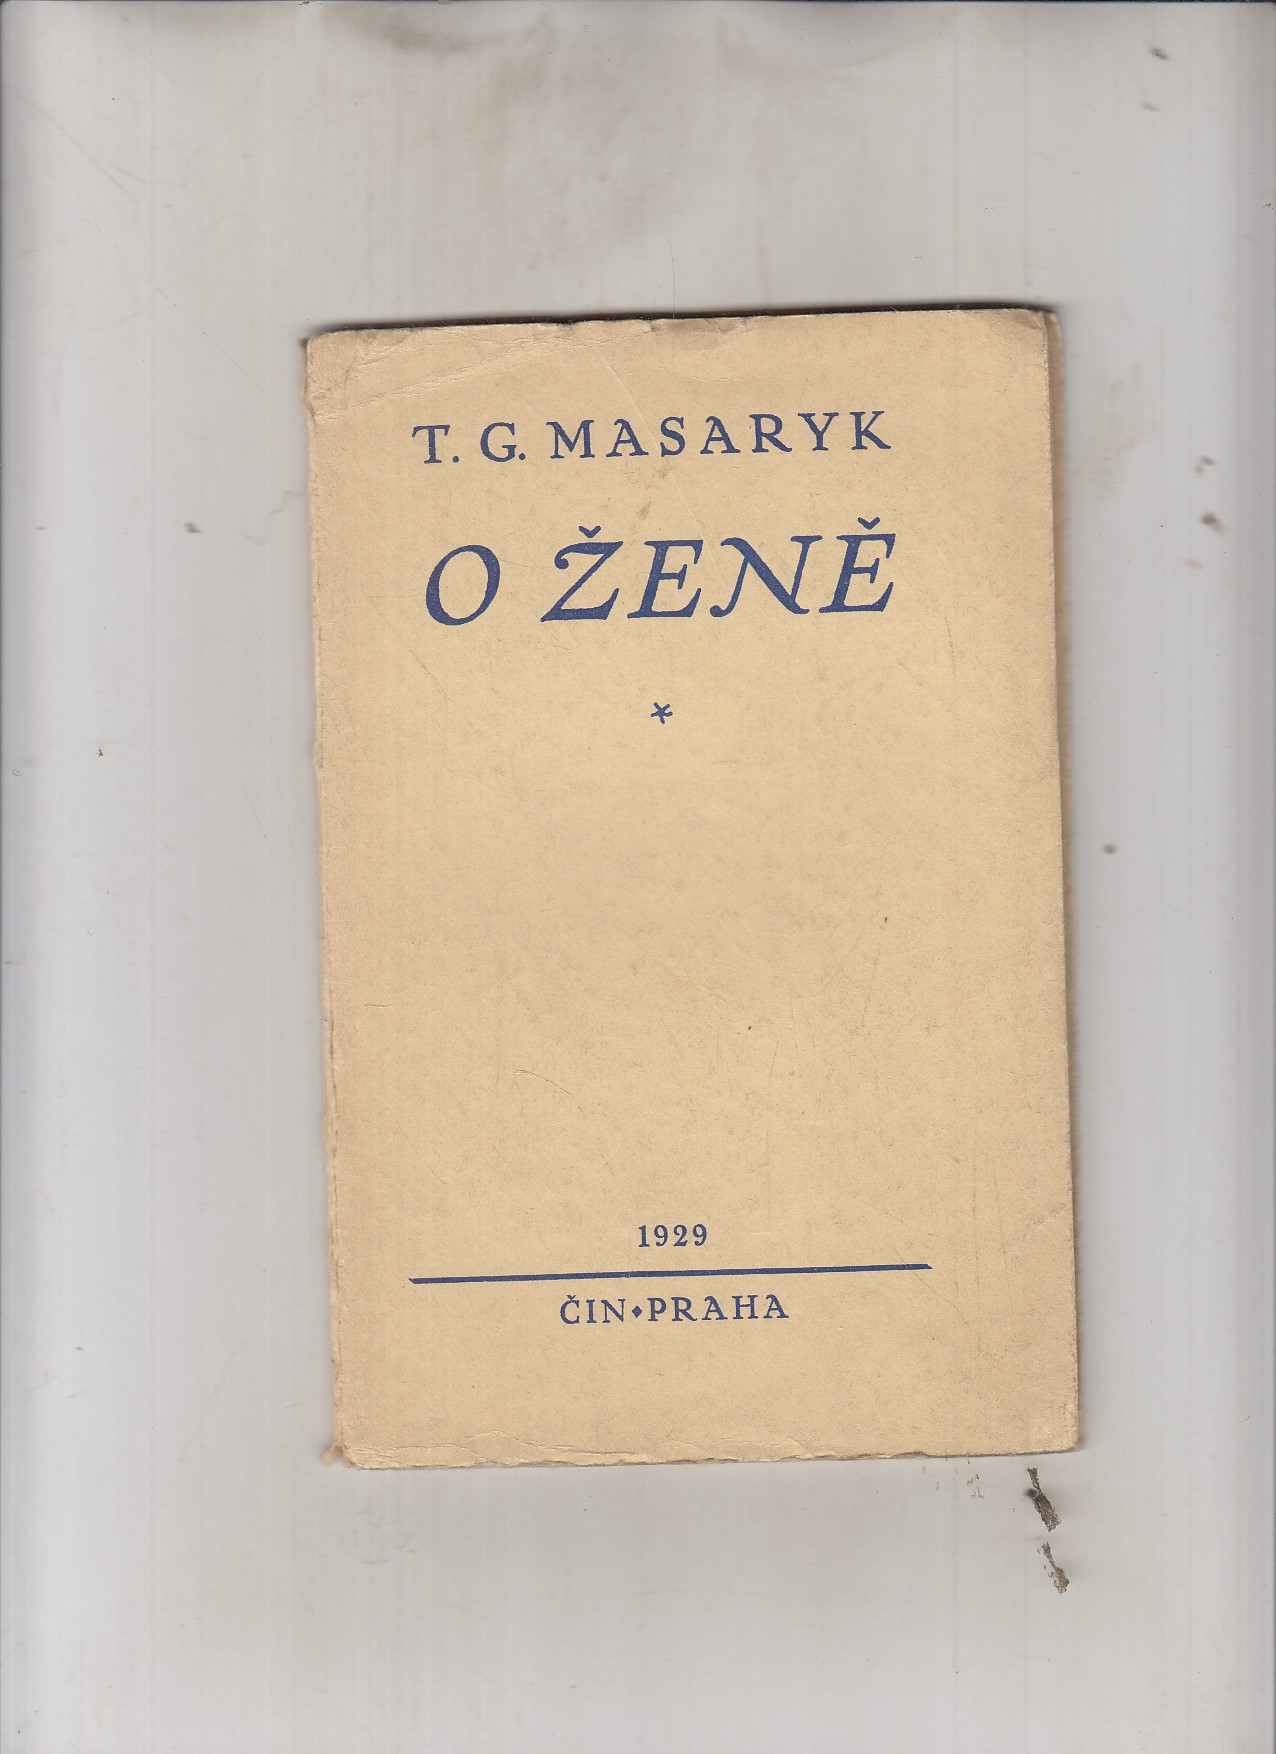 T. G. MASARYK
O ŽENĚ
*
1929
ČIN⬩PRAHA